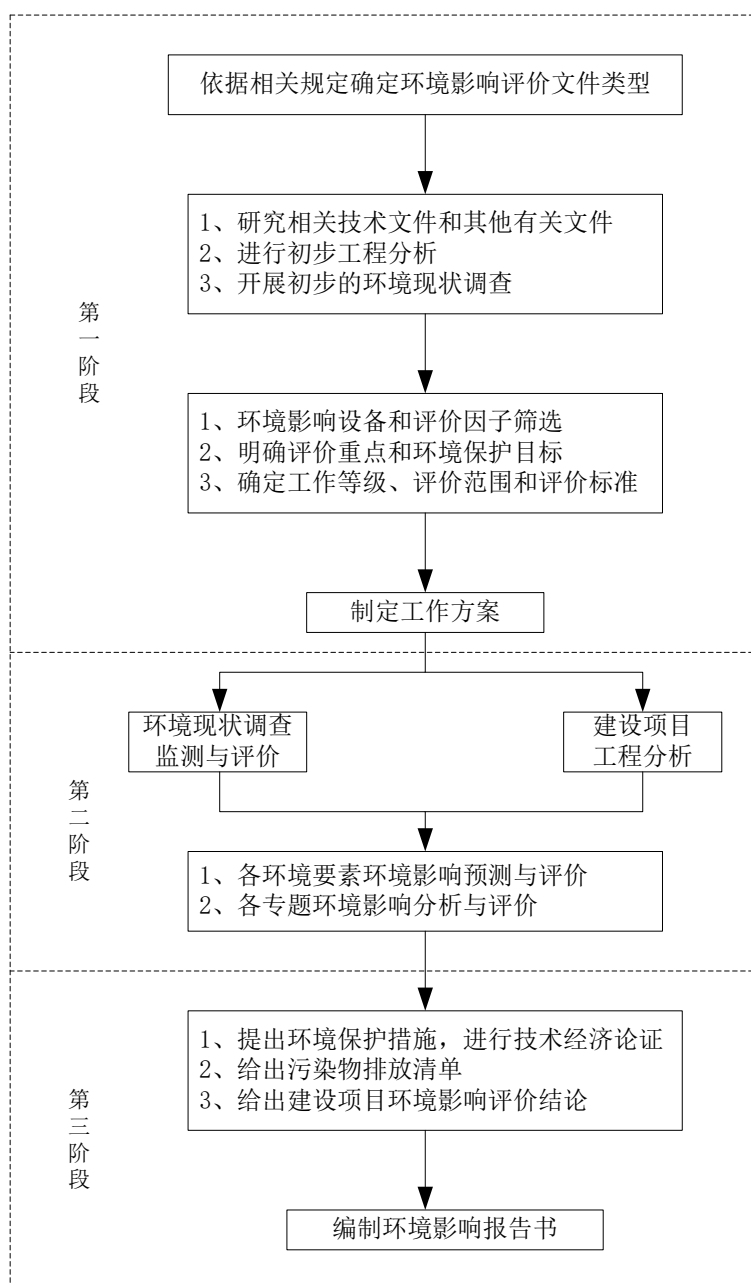 依据相关规定确定环境影响评价文件类型
1、研究相关技术文件和其他有关文件
2、进行初步工程分析
3、开展初步的环境现状调查
第一阶段
1、环境影响设备和评价因子筛选
2、明确评价重点和环境保护目标
3、确定工作等级、评价范围和评价标准
制定工作方案
环境现状调查
监测与评价
建设项目
工程分析
第二阶段
1、各环境要素环境影响预测与评价
2、各专题环境影响分析与评价
1、提出环境保护措施，进行技术经济论证
2、给出污染物排放清单
3、给出建设项目环境影响评价结论
第三阶段
编制环境影响报告书